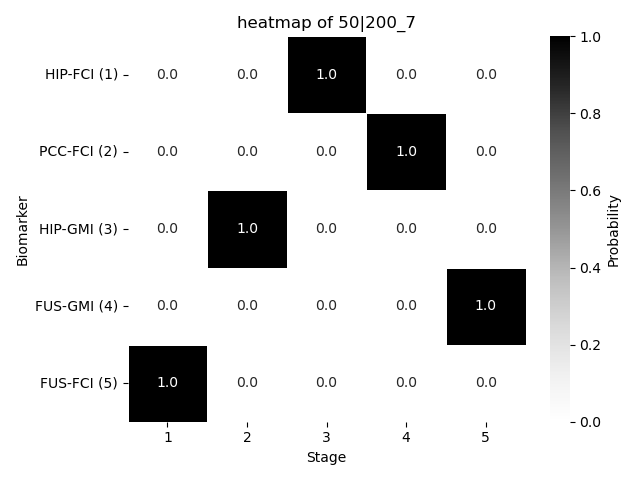 heatmap of 50|200_7
HIP-FCI (1) 0.0 0.0 1.0 0.0 0.0
PCC-FCI (2) 0.0 0.0 0.0 1.0 0.0
HIP-GMI (3) 0.0 1.0 0.0 0.0 0.0
FUS-GMI (4) 0.0 0.0 0.0 0.0 1.0
FUS-FCI (5) 1.0 0.0 0.0 0.0 0.0
Biomarker
1 2 3 4 5
Stage
1.0
0.8
0.6
0.4
0.2
0.0
Probability